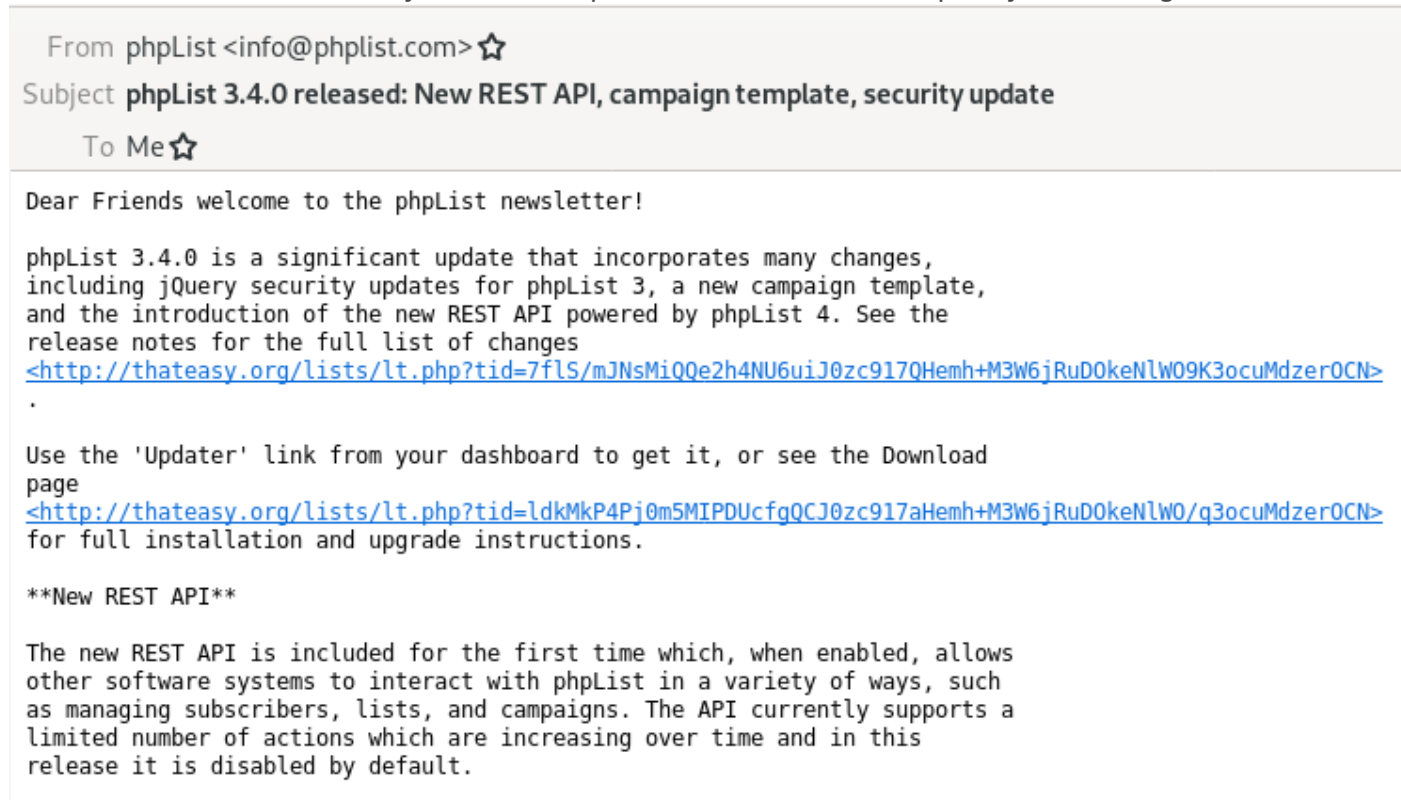 From phpList <info@phplist.com>
Subject phpList 3.4.0 released: New REST API, campaign template, security update
To Me
Dear Friends welcome to the phpList newsletter!
phpList 3.4.0 is a significant update that incorporates many changes,
including jQuery security updates for phpList 3, a new campaign template,
and the introduction of the new REST API powered by phpList 4. See the
release notes for the full list of changes
<http://thateasy.org/lists/lt.php?tid=7flS/mJNsMiQQe2h4NU6uiJ0zc917QHemh+M3W6jRuDOkeNlWO9K3ocuMdzerOCN>
.
Use the 'Updater' link from your dashboard to get it, or see the Download
page
<http://thateasy.org/lists/lt.php?tid=ldkMkP4Pj0m5MIPDUcfgQCJ0zc917aHemh+M3W6jRuDOkeNlWO/q3ocuMdzerOCN>
for full installation and upgrade instructions.
**New REST API**
The new REST API is included for the first time which, when enabled, allows
other software systems to interact with phpList in a variety of ways, such
as managing subscribers, lists, and campaigns. The API currently supports a
limited number of actions which are increasing over time and in this
release it is disabled by default.